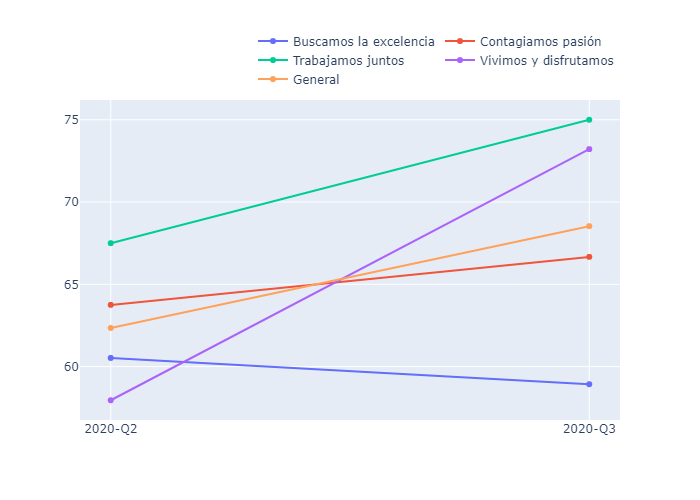 Buscamos la excelencia Contagiamos pasión
Trabajamos juntos Vivimos y disfrutamos
General
75
70
65
60
2020-Q2 2020-Q3